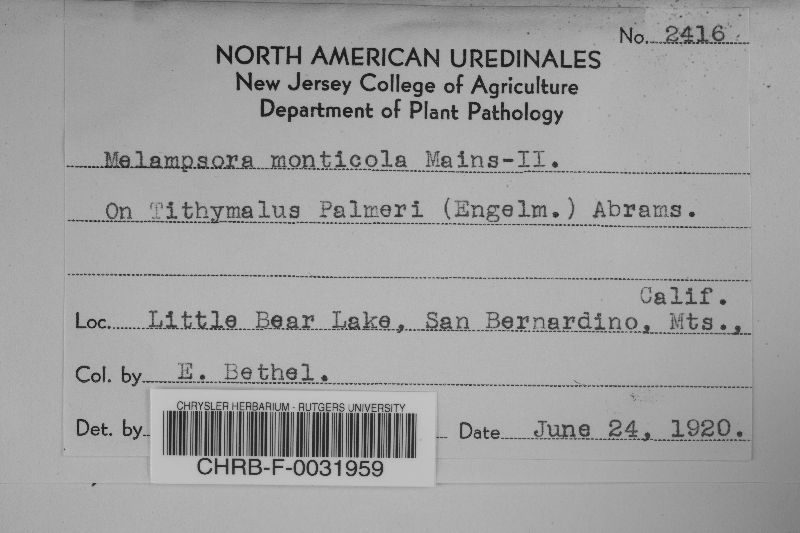 No. 2416
NORTH AMERICAN UREDINALES
New Jersey College of Agriculture
Department of Plant Pathology
Melampsora monticola Mains-II.
On Tithymalus Palmeri (Engelm.) Abrams.
Calif.
Loc. Little Bear Lake, San Bernardino, Mts.,
Col. by E. Bethel.
Det. by Date June 24, 1920.
CHRYSLER HERBARIUM - RUTGERS UNIVERSITY
CHRB-F-0031959